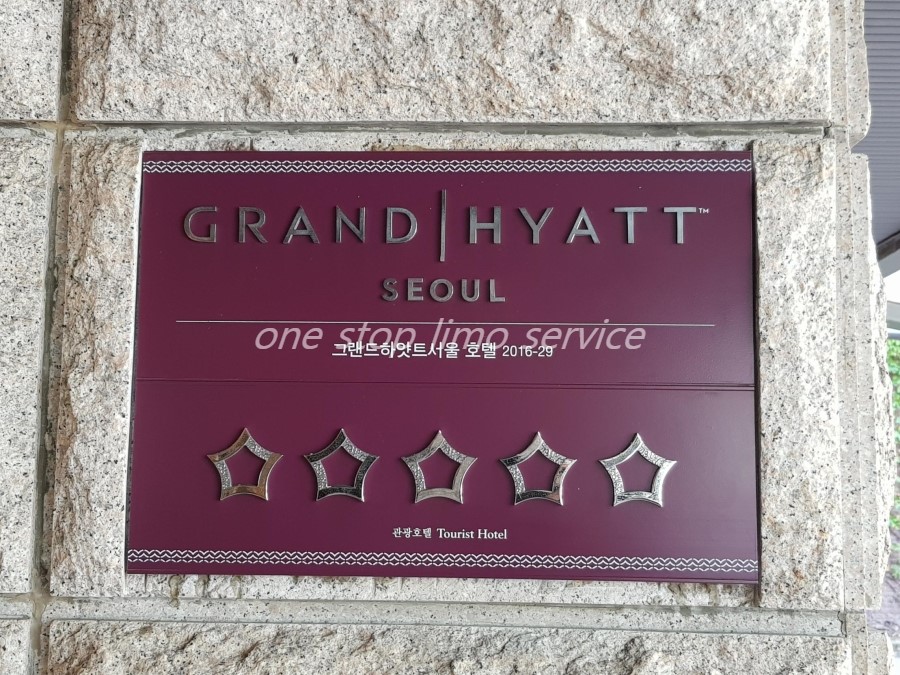 GRAND | HYATT™
SEOUL
one stop limo service
그랜드하얏트서울 호텔 2016-29
관광호텔 Tourist Hotel